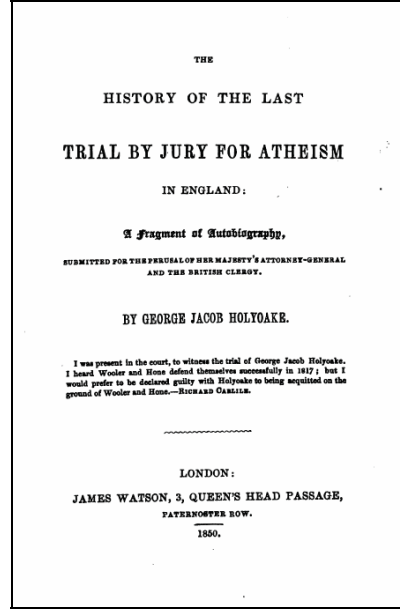 THE
HISTORY OF THE LAST
TRIAL BY JURY FOR ATHEISM
IN ENGLAND:
A Fragment of Autobiography,
SUBMITTED FOR THE PERUSAL OF HER MAJESTY'S ATTORNEY-GENERAL
AND THE BRITISH CLERGY.
BY GEORGE JACOB HOLYOAKE.
I was present in the court, to witness the trial of George Jacob Holyoake.
I heard Wooler and Hone defend themselves successfully in 1817; but I
would prefer to be declared guilty with Holyoake to being acquitted on the
ground of Wooler and Hone.—RICHARD CARLILE.
LONDON:
JAMES WATSON, 3, QUEEN'S HEAD PASSAGE,
PATERNOSTER ROW.
1850.